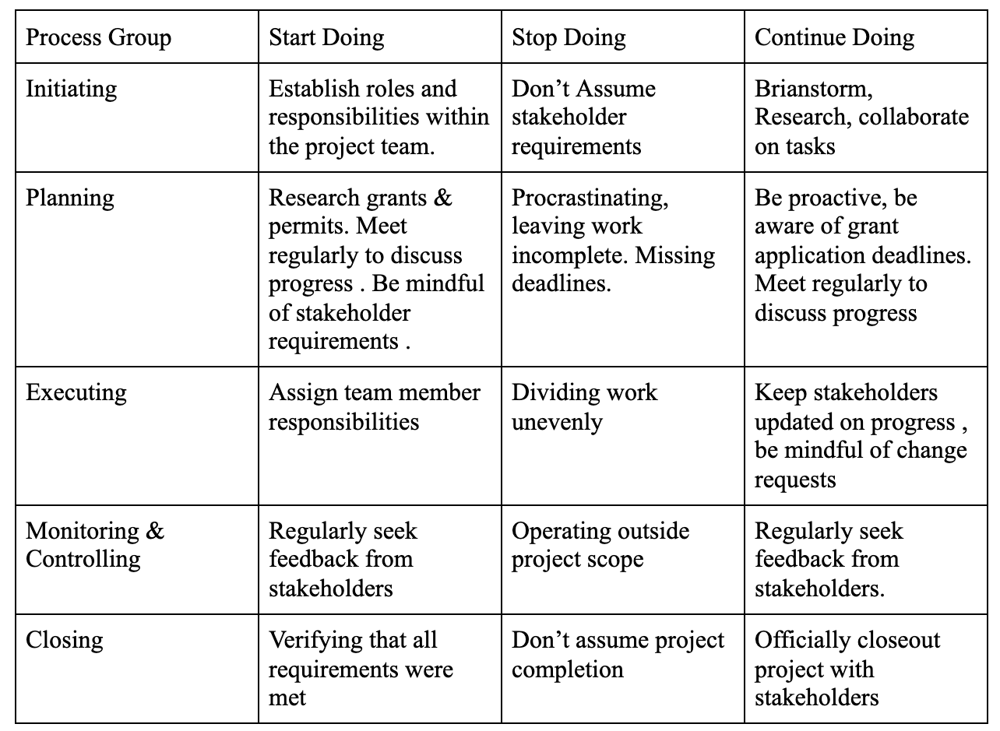 Process Group
Start Doing
Stop Doing
Continue Doing
Initiating
Establish roles and
responsibilities within
the project team.
Don’t Assume
stakeholder
requirements
Brianstorm,
Research, collaborate
on tasks
Planning
Research grants &
permits. Meet
regularly to discuss
progress . Be mindful
of stakeholder
requirements .
Procrastinating,
leaving work
incomplete. Missing
deadlines.
Be proactive, be
aware of grant
application deadlines.
Meet regularly to
discuss progress
Executing
Assign team member
responsibilities
Dividing work
unevenly
Keep stakeholders
updated on progress ,
be mindful of change
requests
Monitoring &
Controlling
Regularly seek
feedback from
stakeholders
Operating outside
project scope
Regularly seek
feedback from
stakeholders.
Closing
Verifying that all
requirements were
met
Don’t assume project
completion
Officially closeout
project with
stakeholders